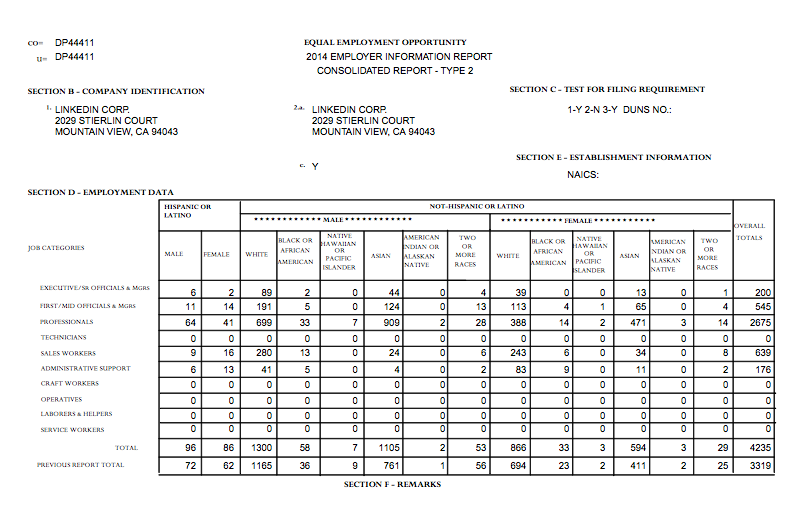 CO= DP44411 EQUAL EMPLOYMENT OPPORTUNITY
U= DP44411 2014 EMPLOYER INFORMATION REPORT
CONSOLIDATED REPORT - TYPE 2
SECTION B – COMPANY IDENTIFICATION SECTION C – TEST FOR FILING REQUIREMENT
1. LINKEDIN CORP. 2.a. LINKEDIN CORP. 1-Y 2-N 3-Y DUNS NO.:
2029 STIERLIN COURT 2029 STIERLIN COURT
MOUNTAIN VIEW, CA 94043 MOUNTAIN VIEW, CA 94043
SECTION E – ESTABLISHMENT INFORMATION
c. Y
NAICS:
SECTION D – EMPLOYMENT DATA
HISPANIC OR LATINO NOT-HISPANIC OR LATINO
************ MALE ************ *********** FEMALE *********** OVERALL TOTALS
JOB CATEGORIES MALE FEMALE WHITE BLACK OR AFRICAN AMERICAN NATIVE HAWAIIAN OR PACIFIC ISLANDER ASIAN AMERICAN INDIAN OR ALASKAN NATIVE TWO OR MORE RACES WHITE BLACK OR AFRICAN AMERICAN NATIVE HAWAIIAN OR PACIFIC ISLANDER ASIAN AMERICAN INDIAN OR ALASKAN NATIVE TWO OR MORE RACES
EXECUTIVE/SR OFFICIALS & MGRS 6 2 89 2 0 44 0 4 39 0 0 13 0 1 200
FIRST/MID OFFICIALS & MGRS 11 14 191 5 0 124 0 13 113 4 1 65 0 4 545
PROFESSIONALS 64 41 699 33 7 909 2 28 388 14 2 471 3 14 2675
TECHNICIANS 0 0 0 0 0 0 0 0 0 0 0 0 0 0 0
SALES WORKERS 9 16 280 13 0 24 0 6 243 6 0 34 0 8 639
ADMINISTRATIVE SUPPORT 6 13 41 5 0 4 0 2 83 9 0 11 0 2 176
CRAFT WORKERS 0 0 0 0 0 0 0 0 0 0 0 0 0 0 0
OPERATIVES 0 0 0 0 0 0 0 0 0 0 0 0 0 0 0
LABORERS & HELPERS 0 0 0 0 0 0 0 0 0 0 0 0 0 0 0
SERVICE WORKERS 0 0 0 0 0 0 0 0 0 0 0 0 0 0 0
TOTAL 96 86 1300 58 7 1105 2 53 866 33 3 594 3 29 4235
PREVIOUS REPORT TOTAL 72 62 1165 36 9 761 1 56 694 23 2 411 2 25 3319
SECTION F – REMARKS